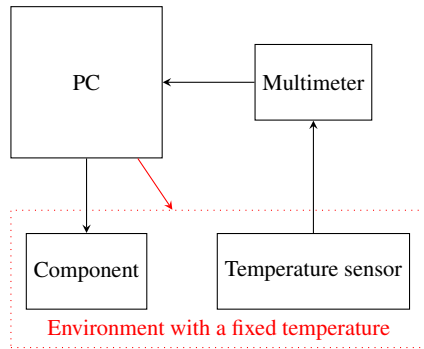 PC
Multimeter
Component
Temperature sensor
Environment with a fixed temperature